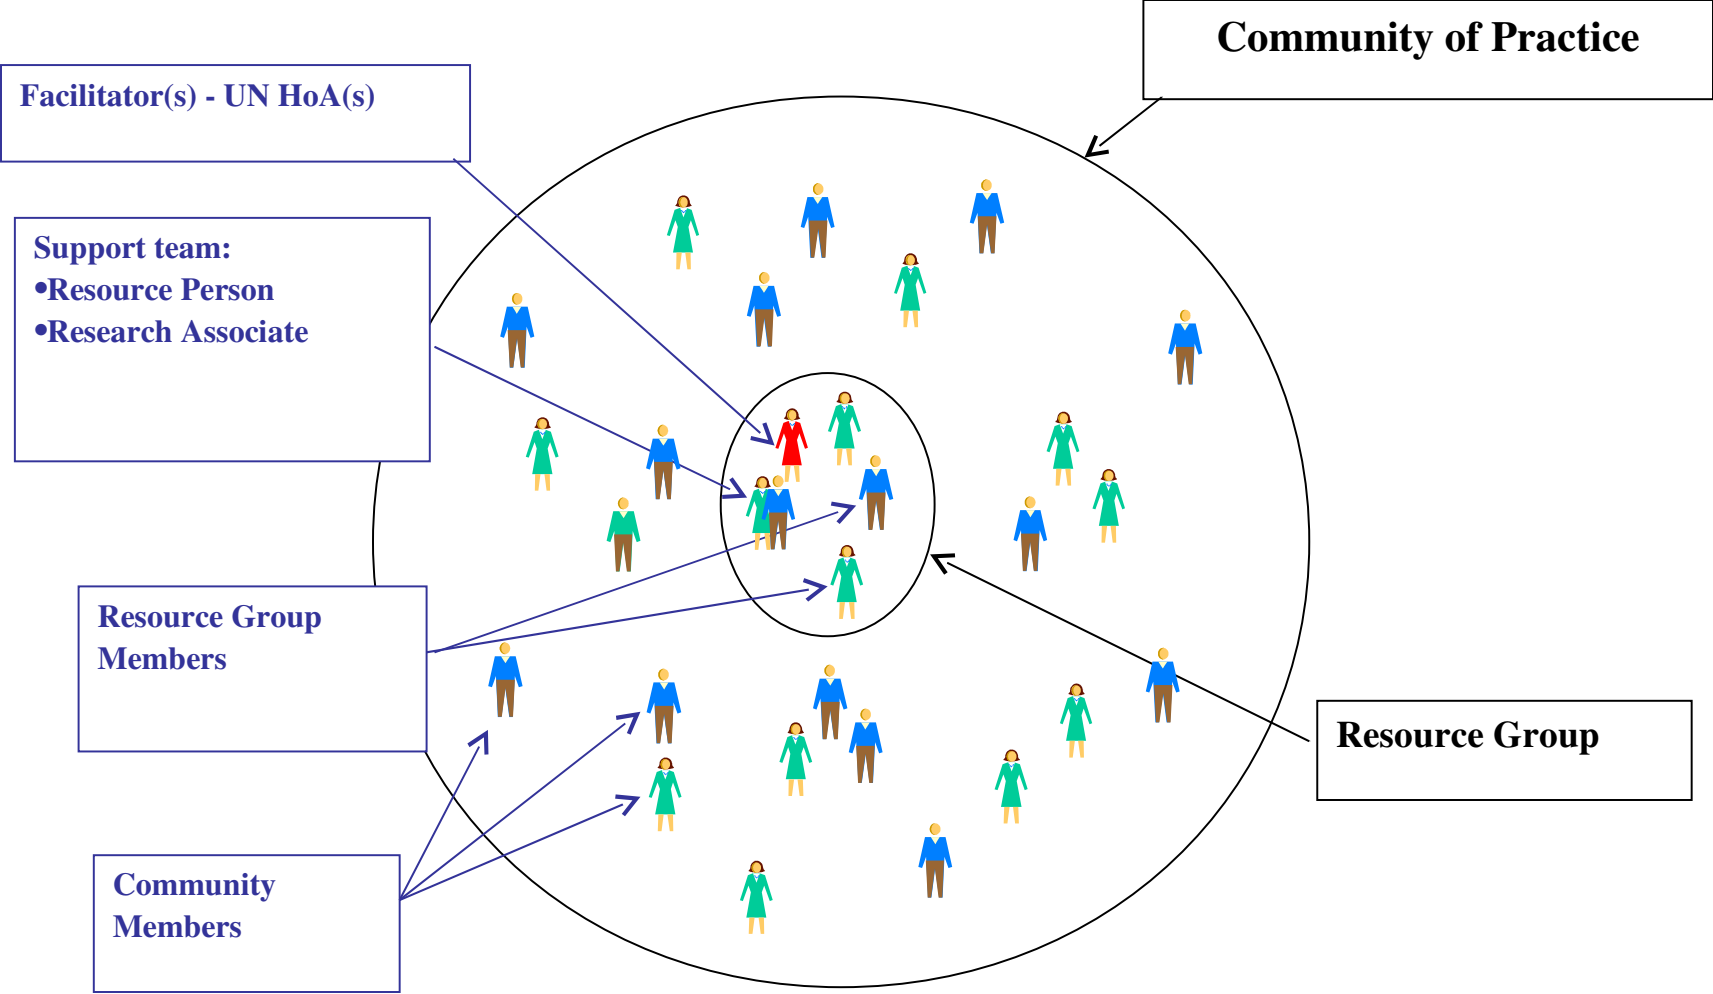 Community of Practice
Facilitator(s) - UN HoA(s)
Support team:
•Resource Person
•Research Associate
Resource Group
Members
Resource Group
Community
Members